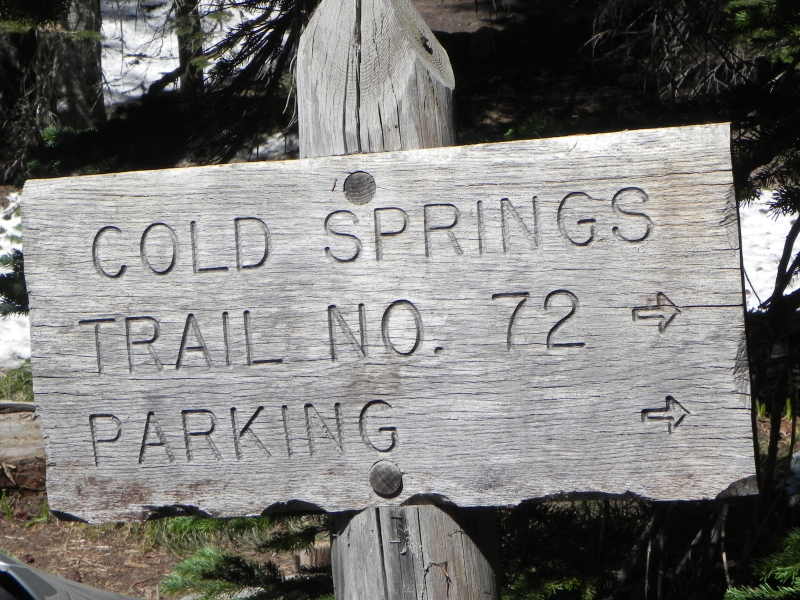 COLD SPRINGS
TRAIL NO. 72 ⇨
PARKING ⇨